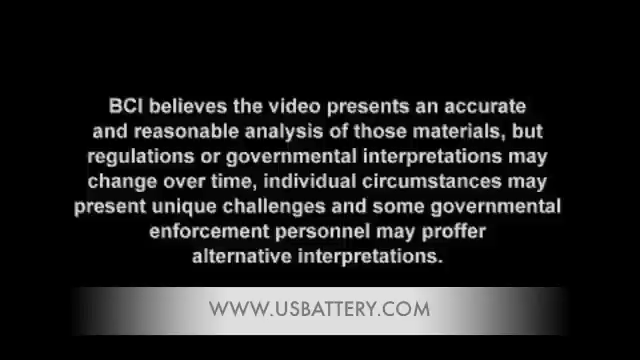 BCI believes the video presents an accurate
and reasonable analysis of those materials, but
regulations or governmental interpretations may
change over time, individual circumstances may
present unique challenges and some governmental
enforcement personnel may proffer
alternative interpretations.
WWW.USBATTERY.COM